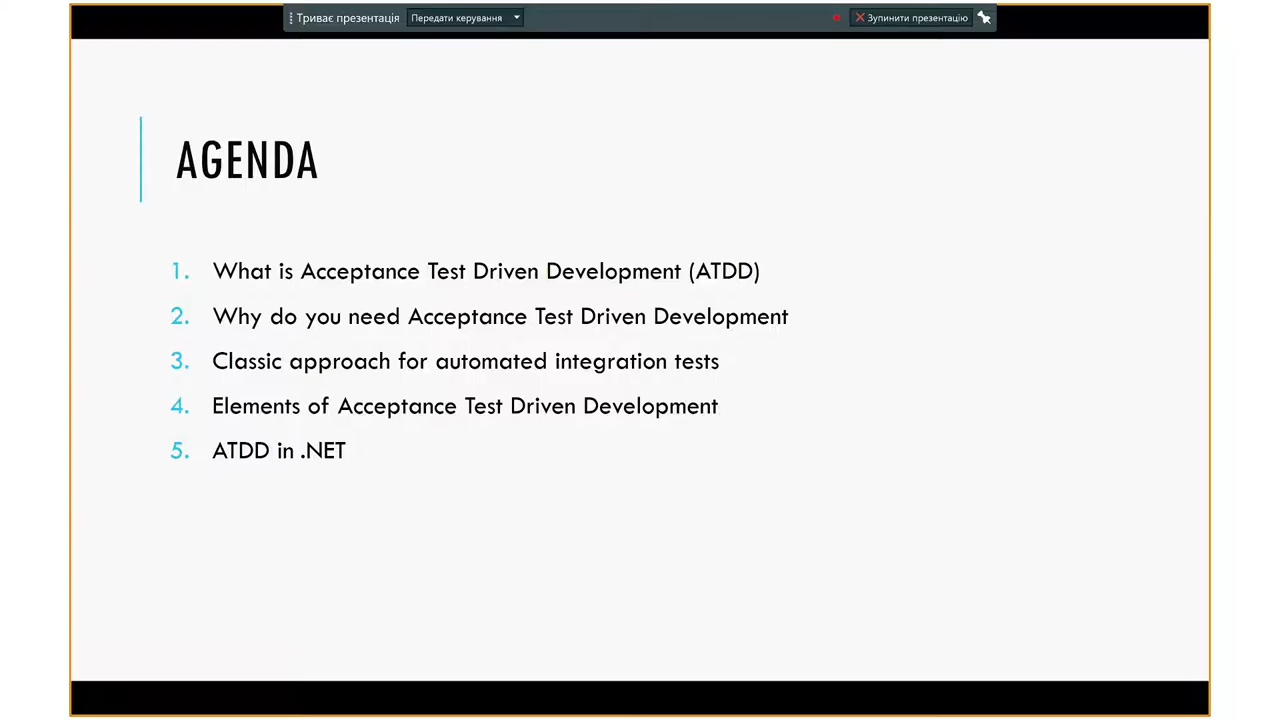 Триває презентація Передати керування Зупинити презентацію
AGENDA
1. What is Acceptance Test Driven Development (ATDD)
2. Why do you need Acceptance Test Driven Development
3. Classic approach for automated integration tests
4. Elements of Acceptance Test Driven Development
5. ATDD in .NET